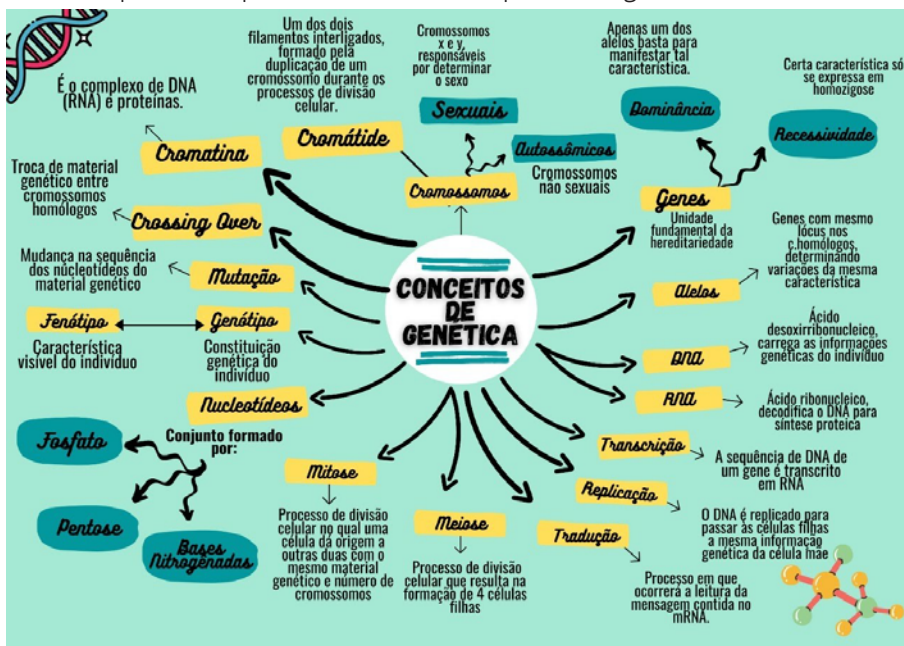 Um dos dois
filamentos interligados,
formado pela
duplicação de um
cromossomo durante os
processos de divisão
celular.
Cromátide
Cromossomos
x e y,
responsáveis
por determinar
o sexo
Sexuais
Autossômicos
Cromossomos
não sexuais
Cromossomos
Apenas um dos
alelos basta para
manifestar tal
característica.
Dominância
Certa característica só
se expressa em
homozigose
Recessividade
Genes
Unidade
fundamental da
hereditariedade
É o complexo de DNA
(RNA) e proteínas.
Cromatina
Troca de material
genético entre
cromossomos
homólogos
Crossing Over
Mudança na sequência
dos nucleotídeos do
material genético
Mutação
Fenótipo
Característica
visível do indivíduo
Genótipo
Constituição
genética do
indivíduo
CONCEITOS
DE
GENÉTICA
Alelos
Genes com mesmo
lócus nos
c.homólogos,
determinando
variações da mesma
característica
DNA
Ácido
desoxirribonucleico,
carrega as informações
genéticas do indivíduo
RNA
Ácido ribonucleico,
decodifica o DNA para
síntese proteica
Nucleotídeos
Conjunto formado
por:
Fosfato
Pentose
Bases
Nitrogenadas
Mitose
Processo de divisão
celular no qual uma
célula dá origem a
outras duas com o
mesmo material
genético e número de
cromossomos
Meiose
Processo de divisão
celular que resulta na
formação de 4 células
filhas
Transcrição
A sequência de DNA de
um gene é transcrito
em RNA
Replicação
O DNA é replicado para
passar às células filhas
a mesma informação
genética da célula mãe
Tradução
Processo em que
ocorrerá a leitura da
mensagem contida no
mRNA.